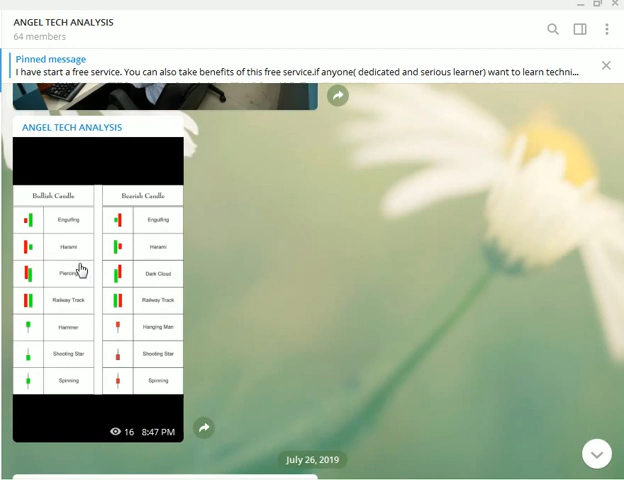 ANGEL TECH ANALYSIS
64 members
Pinned message
I have start a free service. You can also take benefits of this free service.if anyone( dedicated and serious learner) want to learn techni...
ANGEL TECH ANALYSIS
Bullish Candle Bearish Candle
Engulfing Engulfing
Harami Harami
Piercing Dark Cloud
Railway Track Railway Track
Hammer Hanging Man
Shooting Star Shooting Star
Spinning Spinning
16 8:47 PM
July 26, 2019